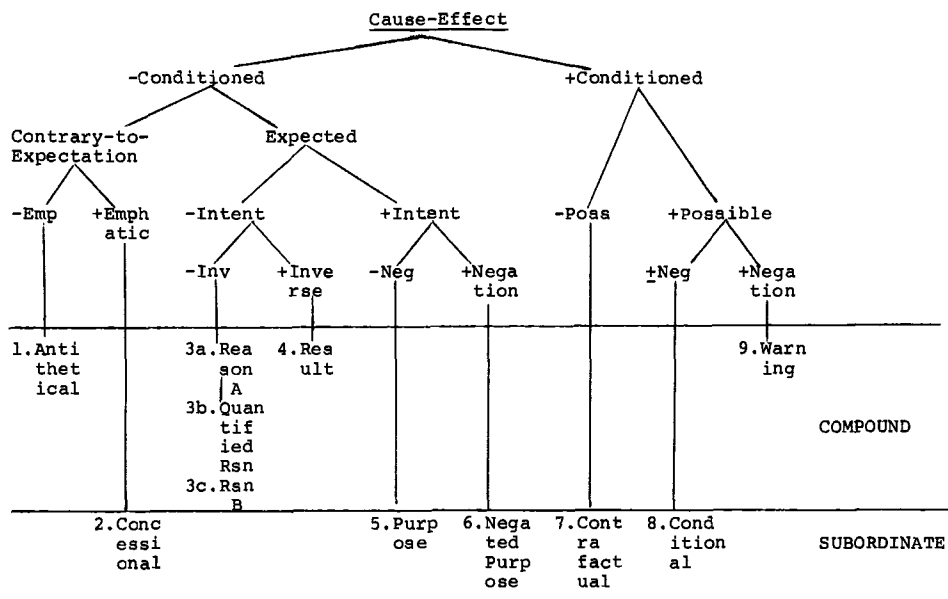 Cause-Effect
-Conditioned +Conditioned
Contrary-to-
Expectation
Expected
-Emp +Emph
atic
-Intent +Intent -Poss +Possible
-Inv +Inve
rse
-Neg +Nega
tion
±Neg +Nega
tion
1.Anti
thet
ical
3a.Rea
son
A
3b.Quan
tif
ied
Rsn
3c.Rsn
B
4.Res
ult
9.Warn
ing
COMPOUND
2.Conc
essi
onal
5.Purp
ose
6.Nega
ted
Purp
ose
7.Cont
ra
fact
ual
8.Cond
ition
al
SUBORDINATE